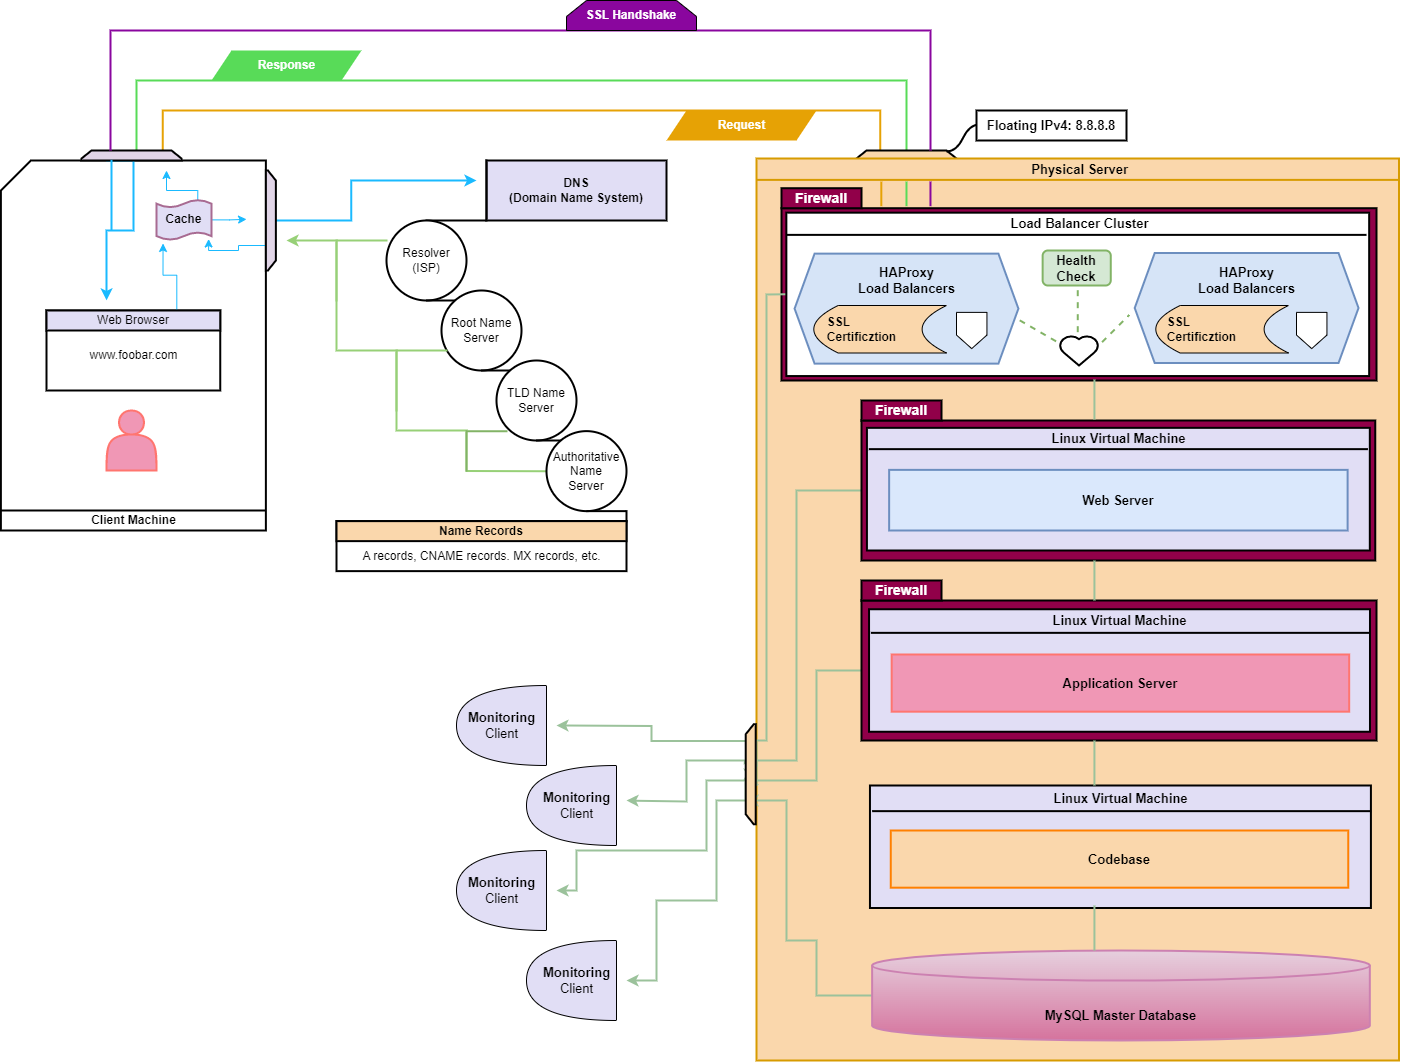 SSL Handshake
Response
Request
Floating IPv4: 8.8.8.8
Physical Server
DNS
(Domain Name System)
Cache
Firewall
Load Balancer Cluster
Resolver
(ISP)
HAProxy
Load Balancers
Health
Check
HAProxy
Load Balancers
SSL
Certificztion
SSL
Certificztion
Web Browser
www.foobar.com
Root Name
Server
TLD Name
Server
Authoritative
Name
Server
Client Machine
Name Records
A records, CNAME records. MX records, etc.
Firewall
Linux Virtual Machine
Web Server
Firewall
Linux Virtual Machine
Application Server
Monitoring
Client
Monitoring
Client
Monitoring
Client
Monitoring
Client
Linux Virtual Machine
Codebase
MySQL Master Database